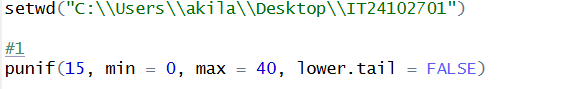 setwd("C:\\Users\\akila\\Desktop\\IT24102701")
#1
punif(15, min = 0, max = 40, lower.tail = FALSE)